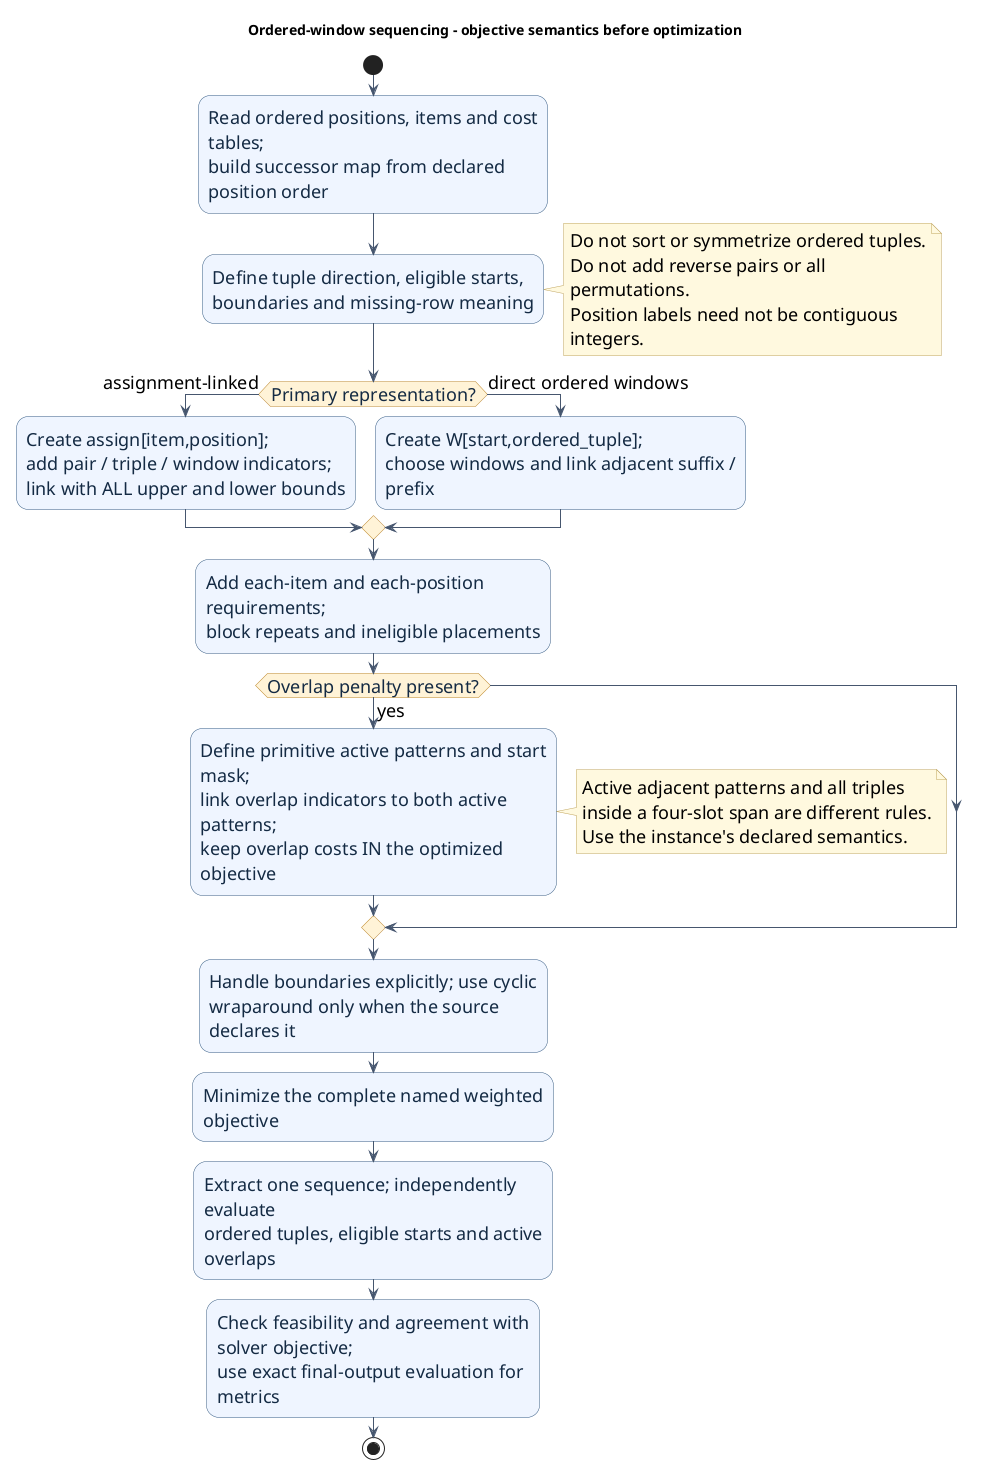 Ordered-window sequencing - objective semantics before optimization
Read ordered positions, items and cost
tables;
build successor map from declared
position order
Define tuple direction, eligible starts,
boundaries and missing-row meaning
Do not sort or symmetrize ordered tuples.
Do not add reverse pairs or all
permutations.
Position labels need not be contiguous
integers.
Primary representation?
assignment-linked
direct ordered windows
Create assign[item,position];
add pair / triple / window indicators;
link with ALL upper and lower bounds
Create W[start,ordered_tuple];
choose windows and link adjacent suffix /
prefix
Add each-item and each-position
requirements;
block repeats and ineligible placements
Overlap penalty present?
yes
Define primitive active patterns and start
mask;
link overlap indicators to both active
patterns;
keep overlap costs IN the optimized
objective
Active adjacent patterns and all triples
inside a four-slot span are different rules.
Use the instance's declared semantics.
Handle boundaries explicitly; use cyclic
wraparound only when the source
declares it
Minimize the complete named weighted
objective
Extract one sequence; independently
evaluate
ordered tuples, eligible starts and active
overlaps
Check feasibility and agreement with
solver objective;
use exact final-output evaluation for
metrics